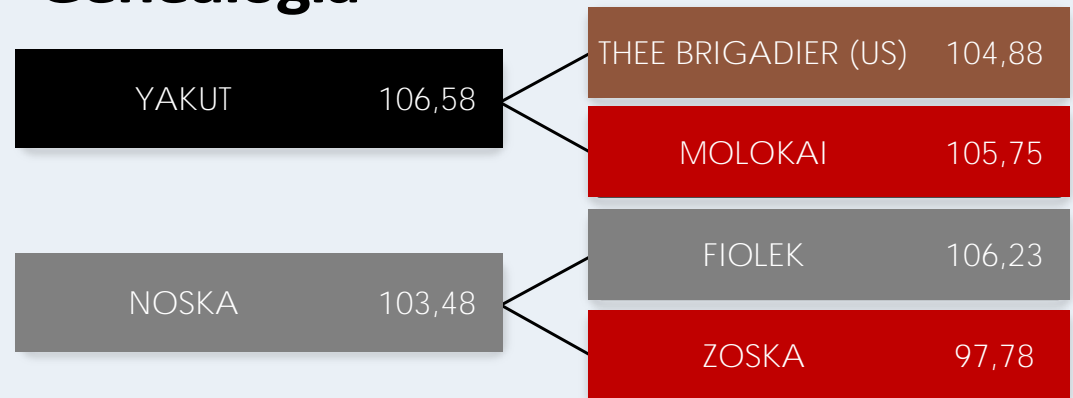 THEE BRIGADIER (US) 104,88
YAKUT 106,58
MOLOKAI 105,75
FIOLEK 106,23
NOSKA 103,48
ZOSKA 97,78